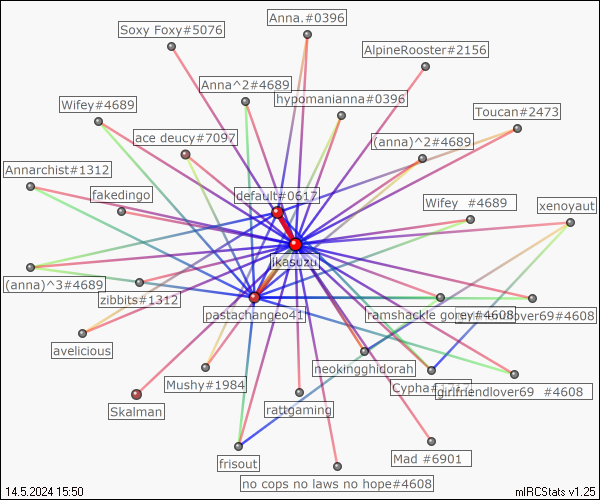 Anna.#0396
Soxy Foxy#5076
AlpineRooster#2156
Anna^2#4689
hypomanianna#0396
Wifey#4689
Toucan#2473
ace deucy#7097
(anna)^2#4689
Annarchist#1312
fakedingo
default#0617
Wifey #4689
xenoyaut
jkasuzu
(anna)^3#4689
zibbits#1312
pastachangeo41
ramshackle gorey#4608
lover69#4608
avelicious
neokingghidorah
Mushy#1984
Cypha#
girlfriendlover69 #4608
Skalman
rattgaming
frisout
Mad #6901
no cops no laws no hope#4608
14.5.2024 15:50
mIRCStats v1.25